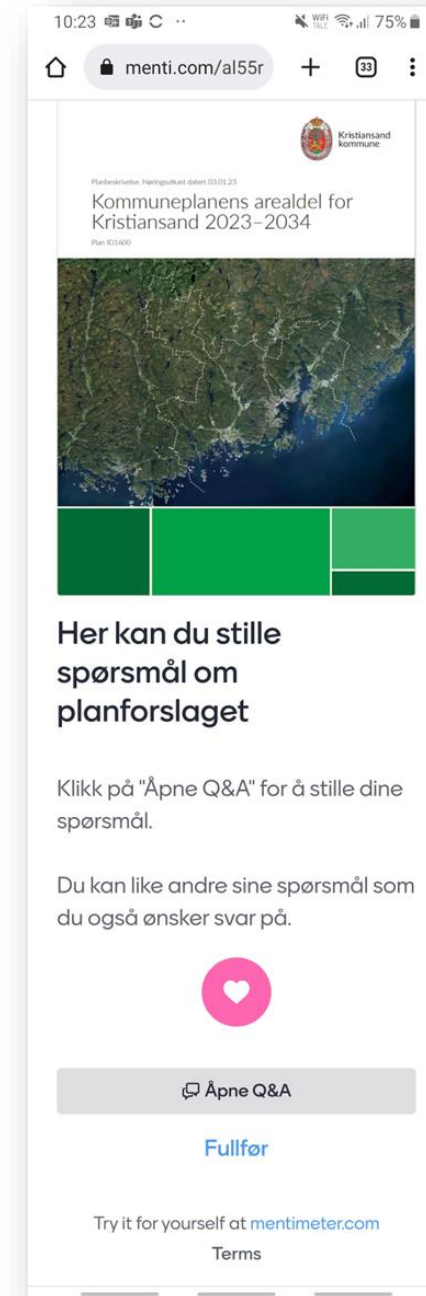 10:23
WiFi
TALE
75%
menti.com/al55r
33
Kristiansand
kommune
Planbeskrivelse. Høringsutkast datert 03.01.23
Kommuneplanens arealdel for
Kristiansand 2023–2034
Plan ID1600
Her kan du stille
spørsmål om
planforslaget
Klikk på "Åpne Q&A" for å stille dine
spørsmål.
Du kan like andre sine spørsmål som
du også ønsker svar på.
Åpne Q&A
Fullfør
Try it for yourself at mentimeter.com
Terms